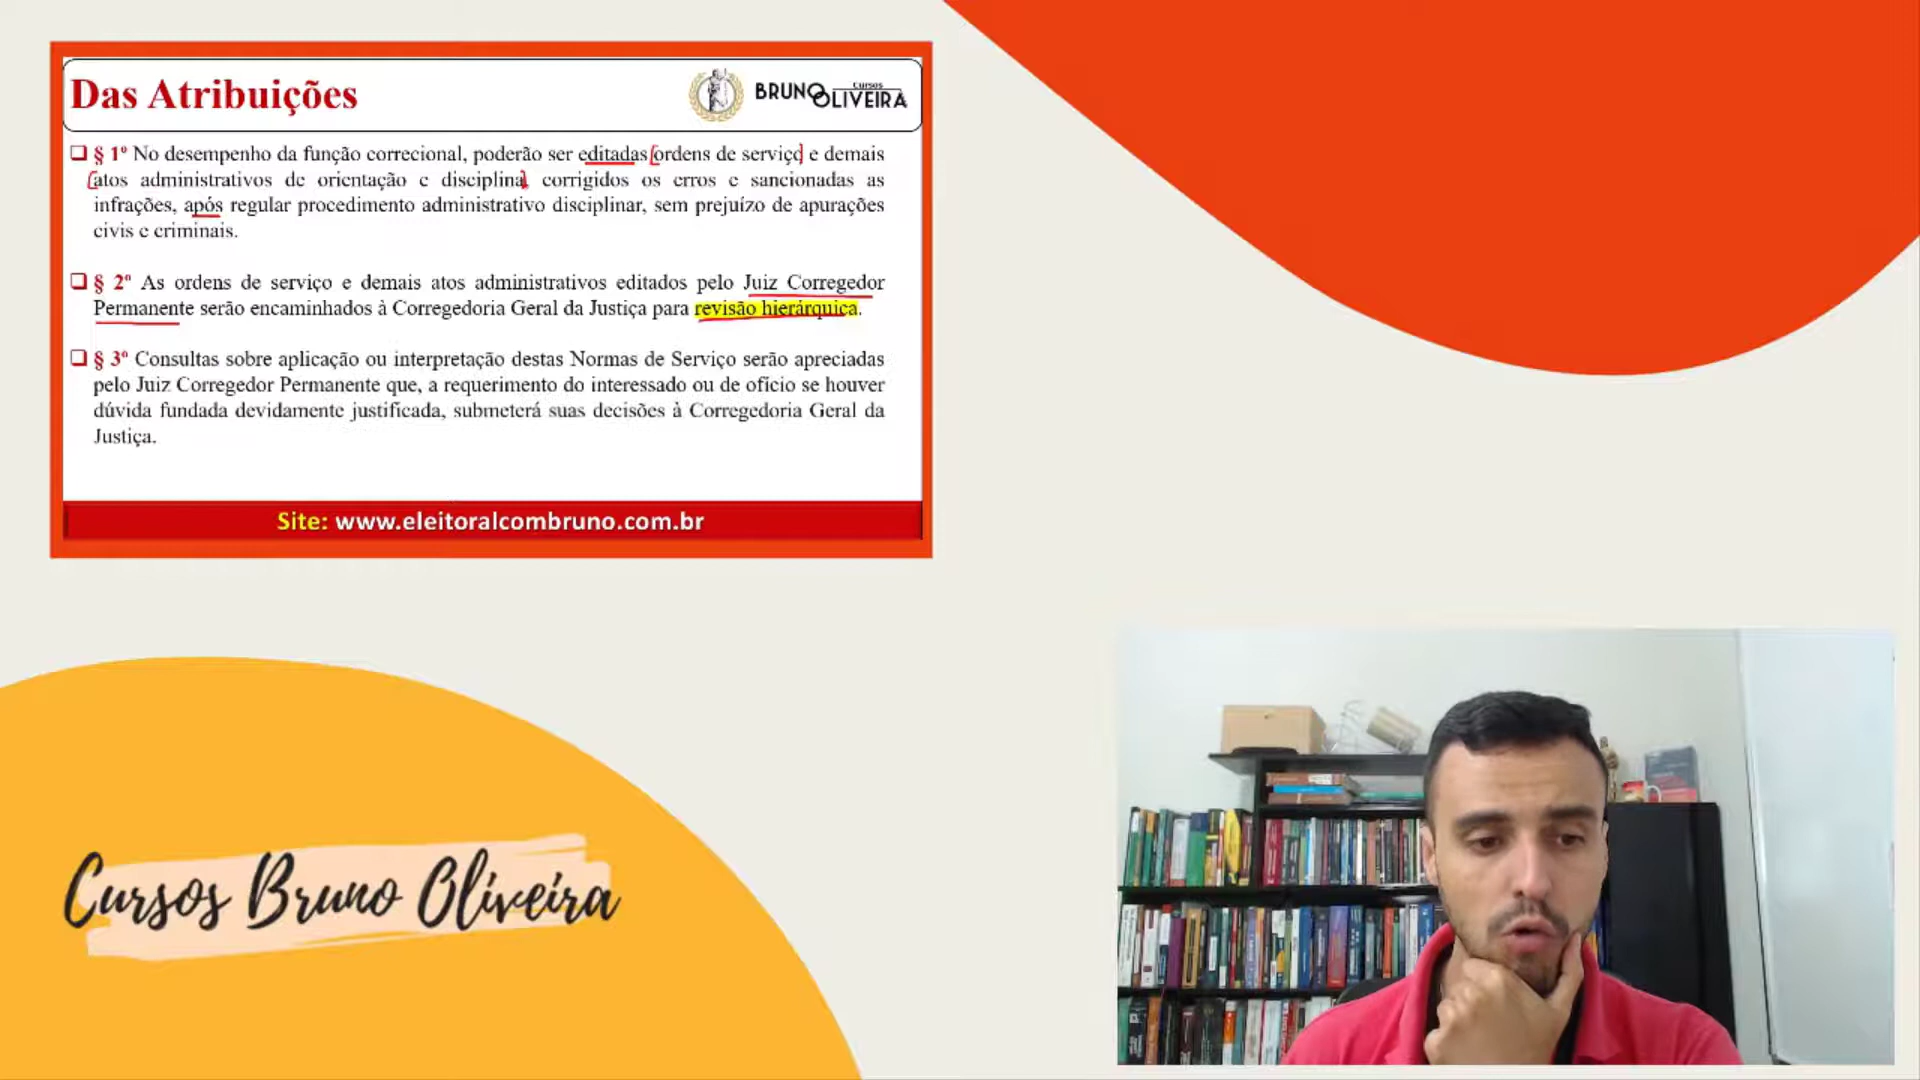 Das Atribuições
Cursos
BRUNO OLIVEIRA
§ 1º No desempenho da função correcional, poderão ser editadas ordens de serviço e demais
atos administrativos de orientação e disciplina, corrigidos os erros e sancionadas as
infrações, após regular procedimento administrativo disciplinar, sem prejuízo de apurações
civis e criminais.
§ 2º As ordens de serviço e demais atos administrativos editados pelo Juiz Corregedor
Permanente serão encaminhados à Corregedoria Geral da Justiça para revisão hierárquica.
§ 3º Consultas sobre aplicação ou interpretação destas Normas de Serviço serão apreciadas
pelo Juiz Corregedor Permanente que, a requerimento do interessado ou de ofício se houver
dúvida fundada devidamente justificada, submeterá suas decisões à Corregedoria Geral da
Justiça.
Site: www.eleitoralcombruno.com.br
Cursos Bruno Oliveira